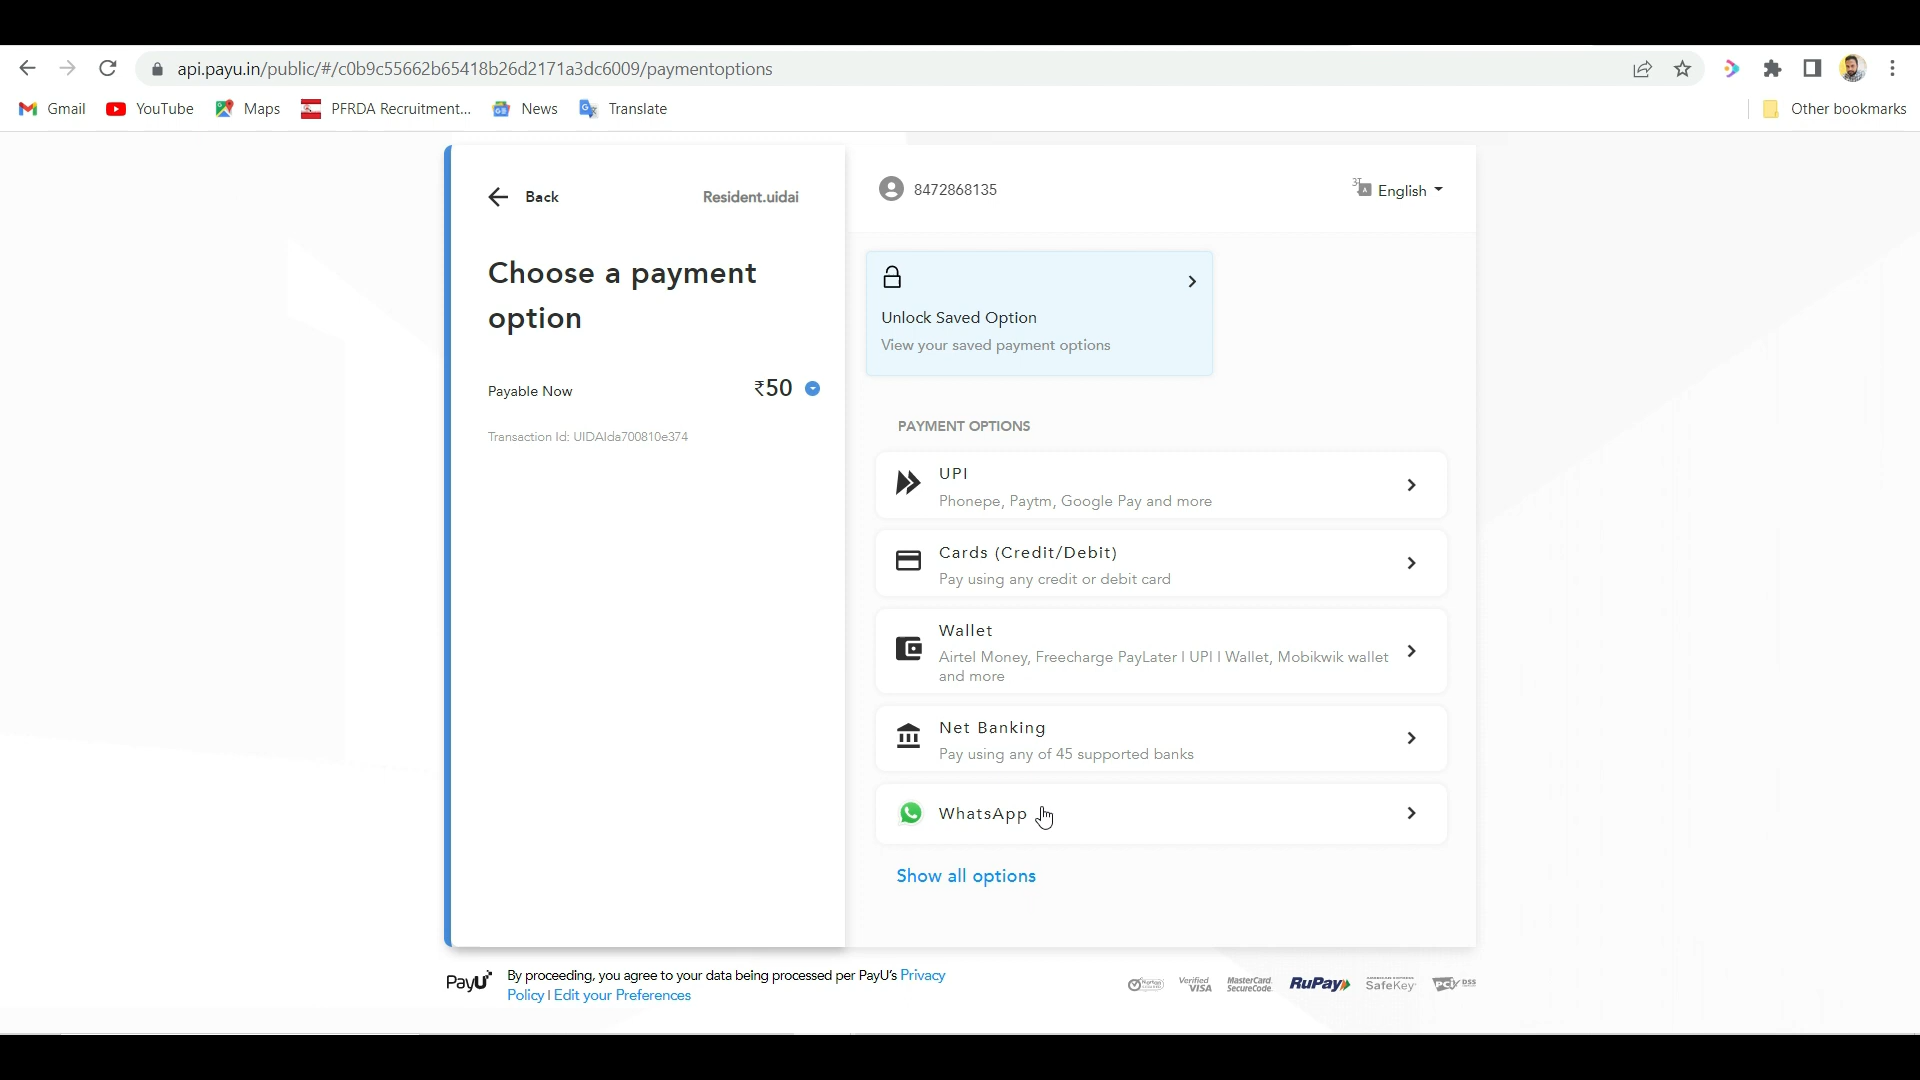 api.payu.in/public/#/c0b9c55662b65418b26d2171a3dc6009/paymentoptions
Gmail YouTube Maps PFRDA Recruitment... News Translate Other bookmarks
Back Resident.uidai
Choose a payment
option
Payable Now ₹50
Transaction Id: UIDAIda700810e374
8472868135 English
Unlock Saved Option
View your saved payment options
PAYMENT OPTIONS
UPI
Phonepe, Paytm, Google Pay and more
Cards (Credit/Debit)
Pay using any credit or debit card
Wallet
Airtel Money, Freecharge PayLater I UPI I Wallet, Mobikwik wallet
and more
Net Banking
Pay using any of 45 supported banks
WhatsApp
Show all options
PayU By proceeding, you agree to your data being processed per PayU's Privacy
Policy | Edit your Preferences
Verified
VISA
MasterCard.
SecureCode.
RuPay
AMERICAN EXPRESS
SafeKey
PCI DSS